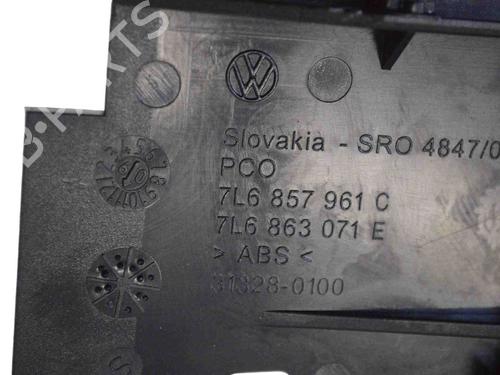 B-PARTS
Slovakia - SRO 4847/0
PCO
7L6 857 961 C
7L6 863 071 E
> ABS <
31328-0100